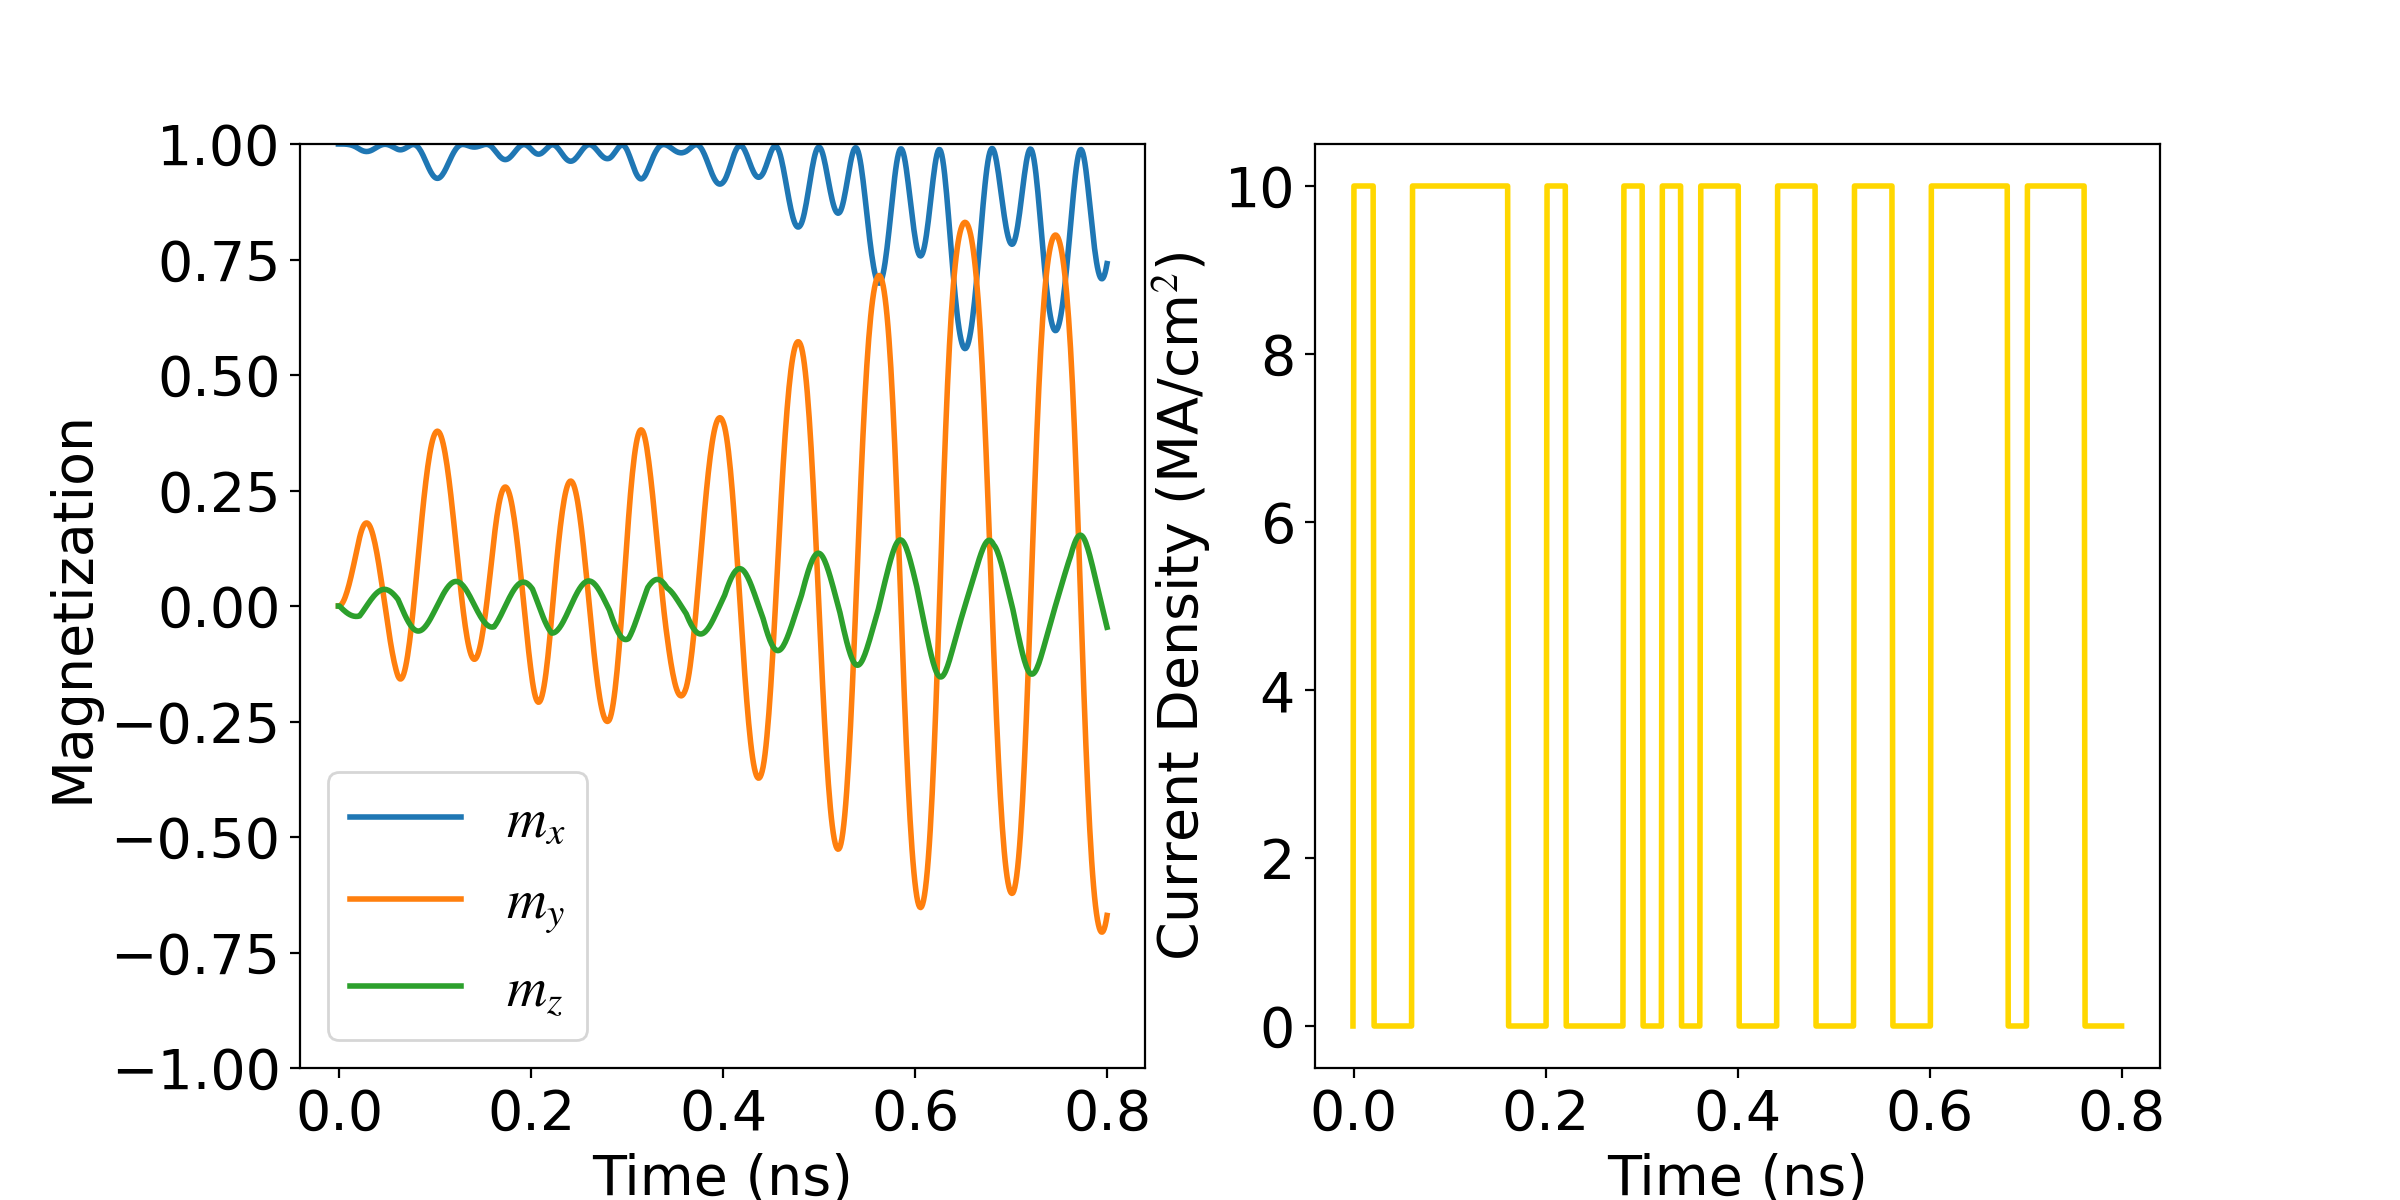 Magnetization
1.00
0.75
0.50
0.25
0.00
−0.25
−0.50
−0.75
−1.00
m_x
m_y
m_z
0.0 0.2 0.4 0.6 0.8
Time (ns)
Current Density (MA/cm²)
10
8
6
4
2
0
0.0 0.2 0.4 0.6 0.8
Time (ns)